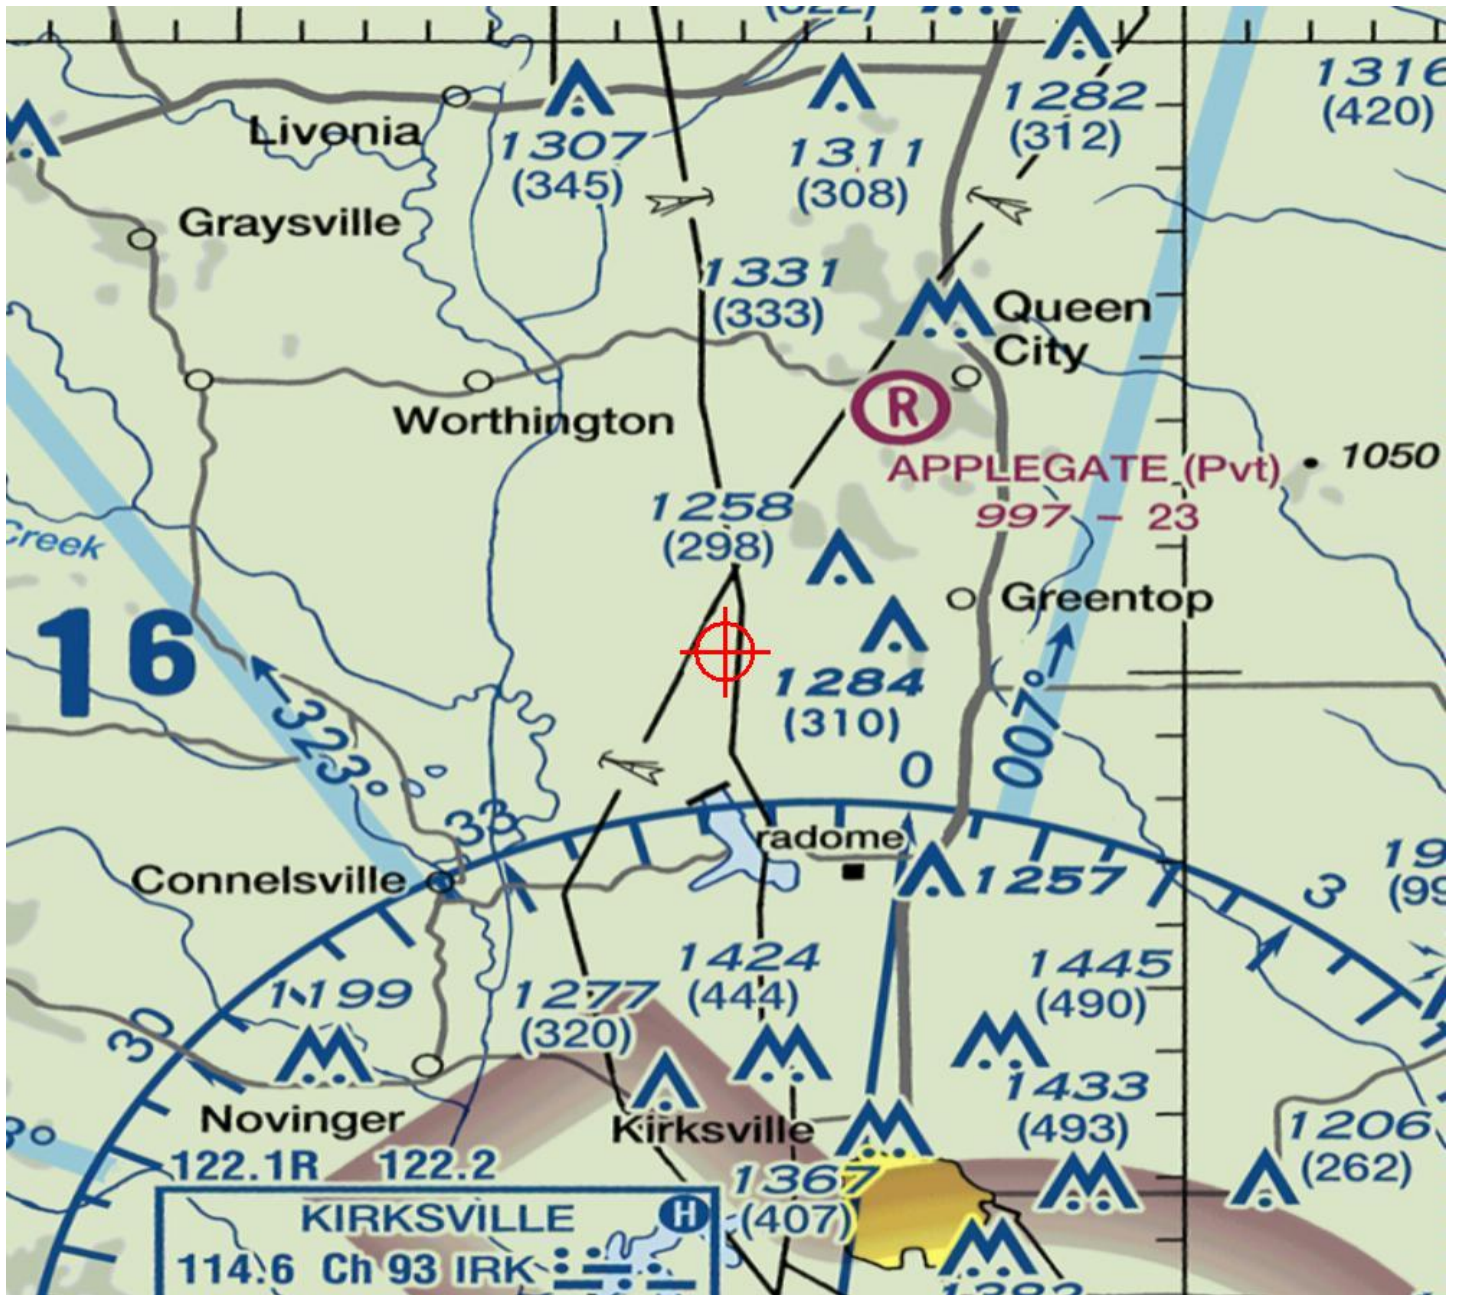 1316
(420)
1282
(312)
Livonia
1307
(345)
1311
(308)
Graysville
1331
(333)
Queen
City
R
Worthington
APPLEGATE (Pvt)
997 – 23
1050
1258
(298)
Creek
Greentop
16
1284
(310)
323°
007°
0
33
radome
Connelsville
1257
3
1424
(444)
1445
(490)
1199
1277
(320)
30
1433
(493)
Novinger
Kirksville
1206
(262)
122.1R 122.2
1367
(407)
KIRKSVILLE
H
114.6 Ch 93 IRK